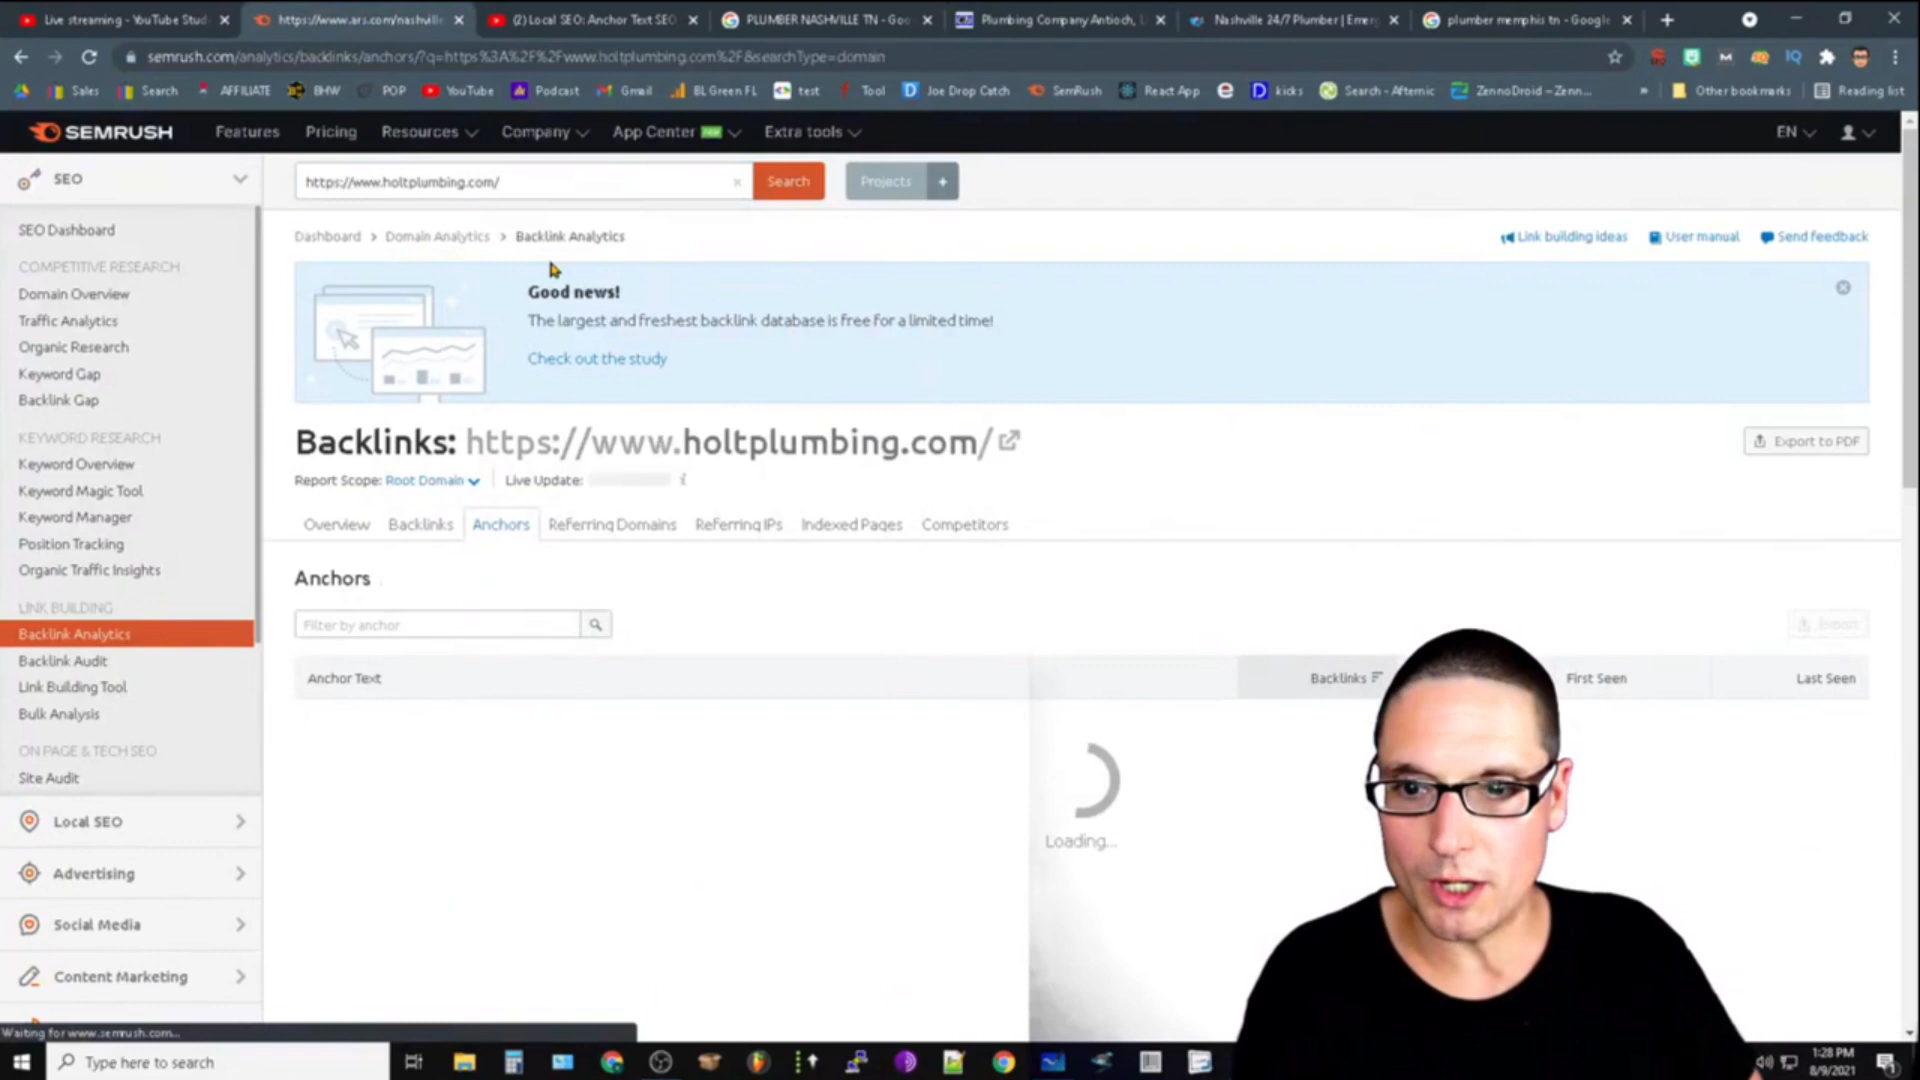 Live streaming - YouTube Stud
https://www.ars.com/nashville
(2) Local SEO: Anchor Text SEO
PLUMBER NASHVILLE TN - Goo
Plumbing Company Antioch, L
Nashville 24/7 Plumber | Emerg
plumber memphis tn - Google
semrush.com/analytics/backlinks/anchors/?q=https%3A%2F%2Fwww.holtplumbing.com%2F&searchType=domain
Sales
Search
AFFILIATE
BHW
POP
YouTube
Podcast
Gmail
BL Green FL
test
Tool
Joe Drop Catch
SemRush
React App
kicks
Search - Afternic
ZennoDroid – Zenn...
Other bookmarks
Reading list
SEMRUSH
Features
Pricing
Resources
Company
App Center
Extra tools
EN
SEO
https://www.holtplumbing.com/
Search
Projects
+
SEO Dashboard
COMPETITIVE RESEARCH
Domain Overview
Traffic Analytics
Organic Research
Keyword Gap
Backlink Gap
KEYWORD RESEARCH
Keyword Overview
Keyword Magic Tool
Keyword Manager
Position Tracking
Organic Traffic Insights
LINK BUILDING
Backlink Analytics
Backlink Audit
Link Building Tool
Bulk Analysis
ON PAGE & TECH SEO
Site Audit
Local SEO
Advertising
Social Media
Content Marketing
Dashboard > Domain Analytics > Backlink Analytics
Link building ideas
User manual
Send feedback
Good news!
The largest and freshest backlink database is free for a limited time!
Check out the study
Backlinks: https://www.holtplumbing.com/
Export to PDF
Report Scope: Root Domain
Live Update:
Overview
Backlinks
Anchors
Referring Domains
Referring IPs
Indexed Pages
Competitors
Anchors
Filter by anchor
Export
Anchor Text
Backlinks
First Seen
Last Seen
Loading...
Waiting for www.semrush.com...
Type here to search
1:28 PM
8/9/2021